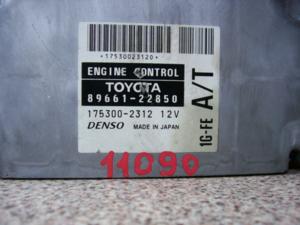 *17530023120*
ENGINE CONTROL
TOYOTA
89661-22850
175300-2312 12V
DENSO MADE IN JAPAN
1G-FE A/T
11090